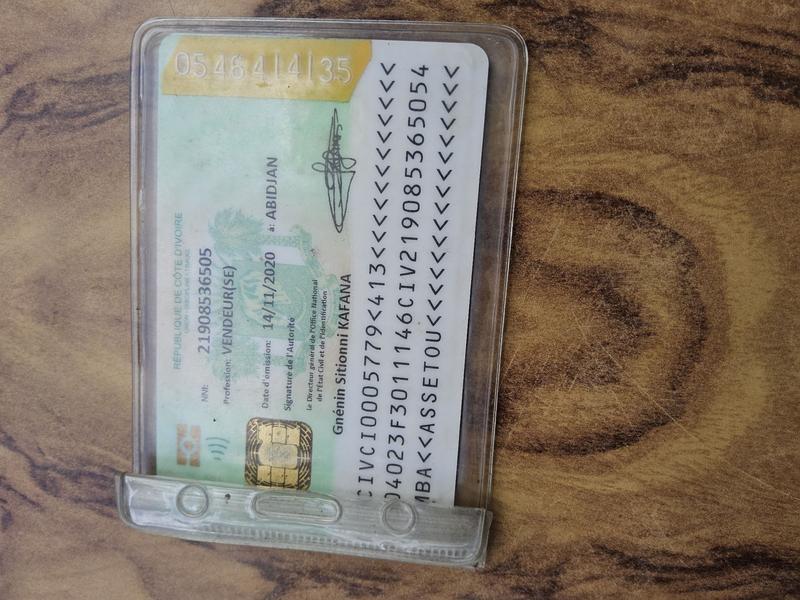 0548414135
RÉPUBLIQUE DE CÔTE D'IVOIRE
NNI: 21908536505
Profession: VENDEUR(SE)
Date d'émission: 14/11/2020 à: ABIDJAN
Signature de l'Autorité
Le Directeur général de l'Office National
de l'Etat Civil et de l'Identification
Gnénin Sitionni KAFANA
CIVCI0005779<413<<<<<<<<<<<<<
04023F3011146CIV219085365054
MBA<<ASSETOU<<<<<<<<<<<<<<<<<